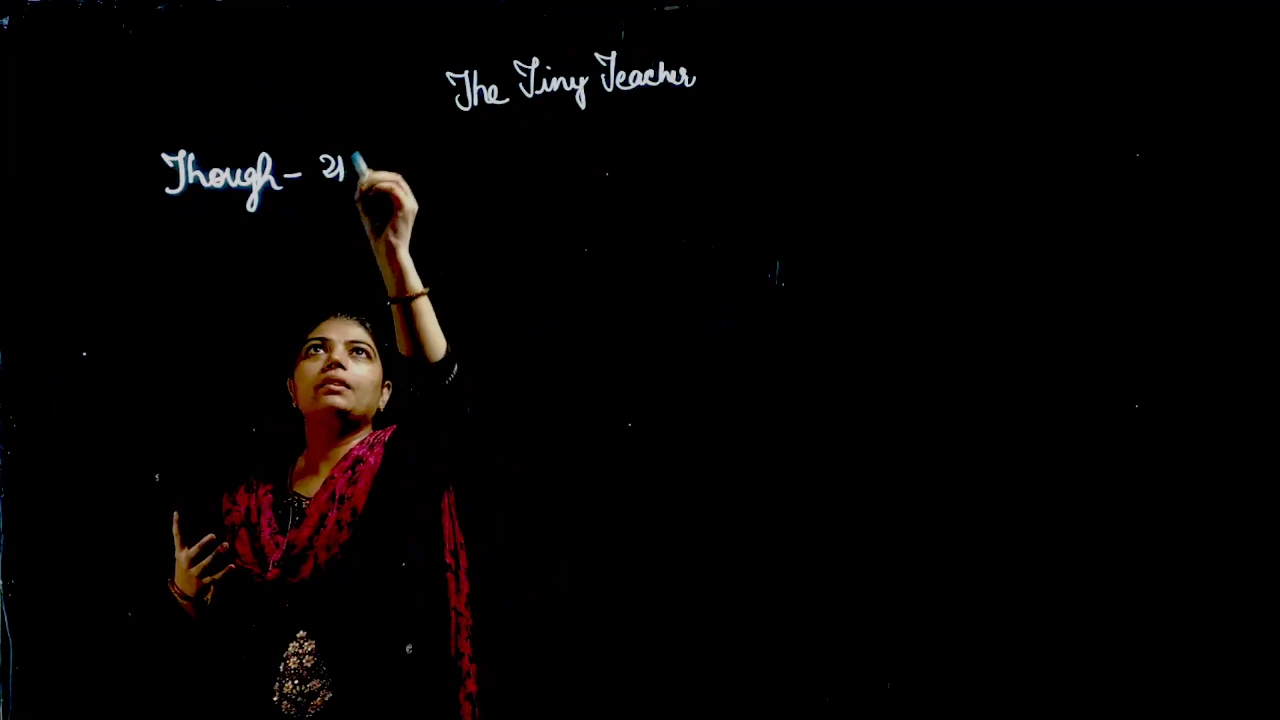 The Tiny Teacher
Though - य